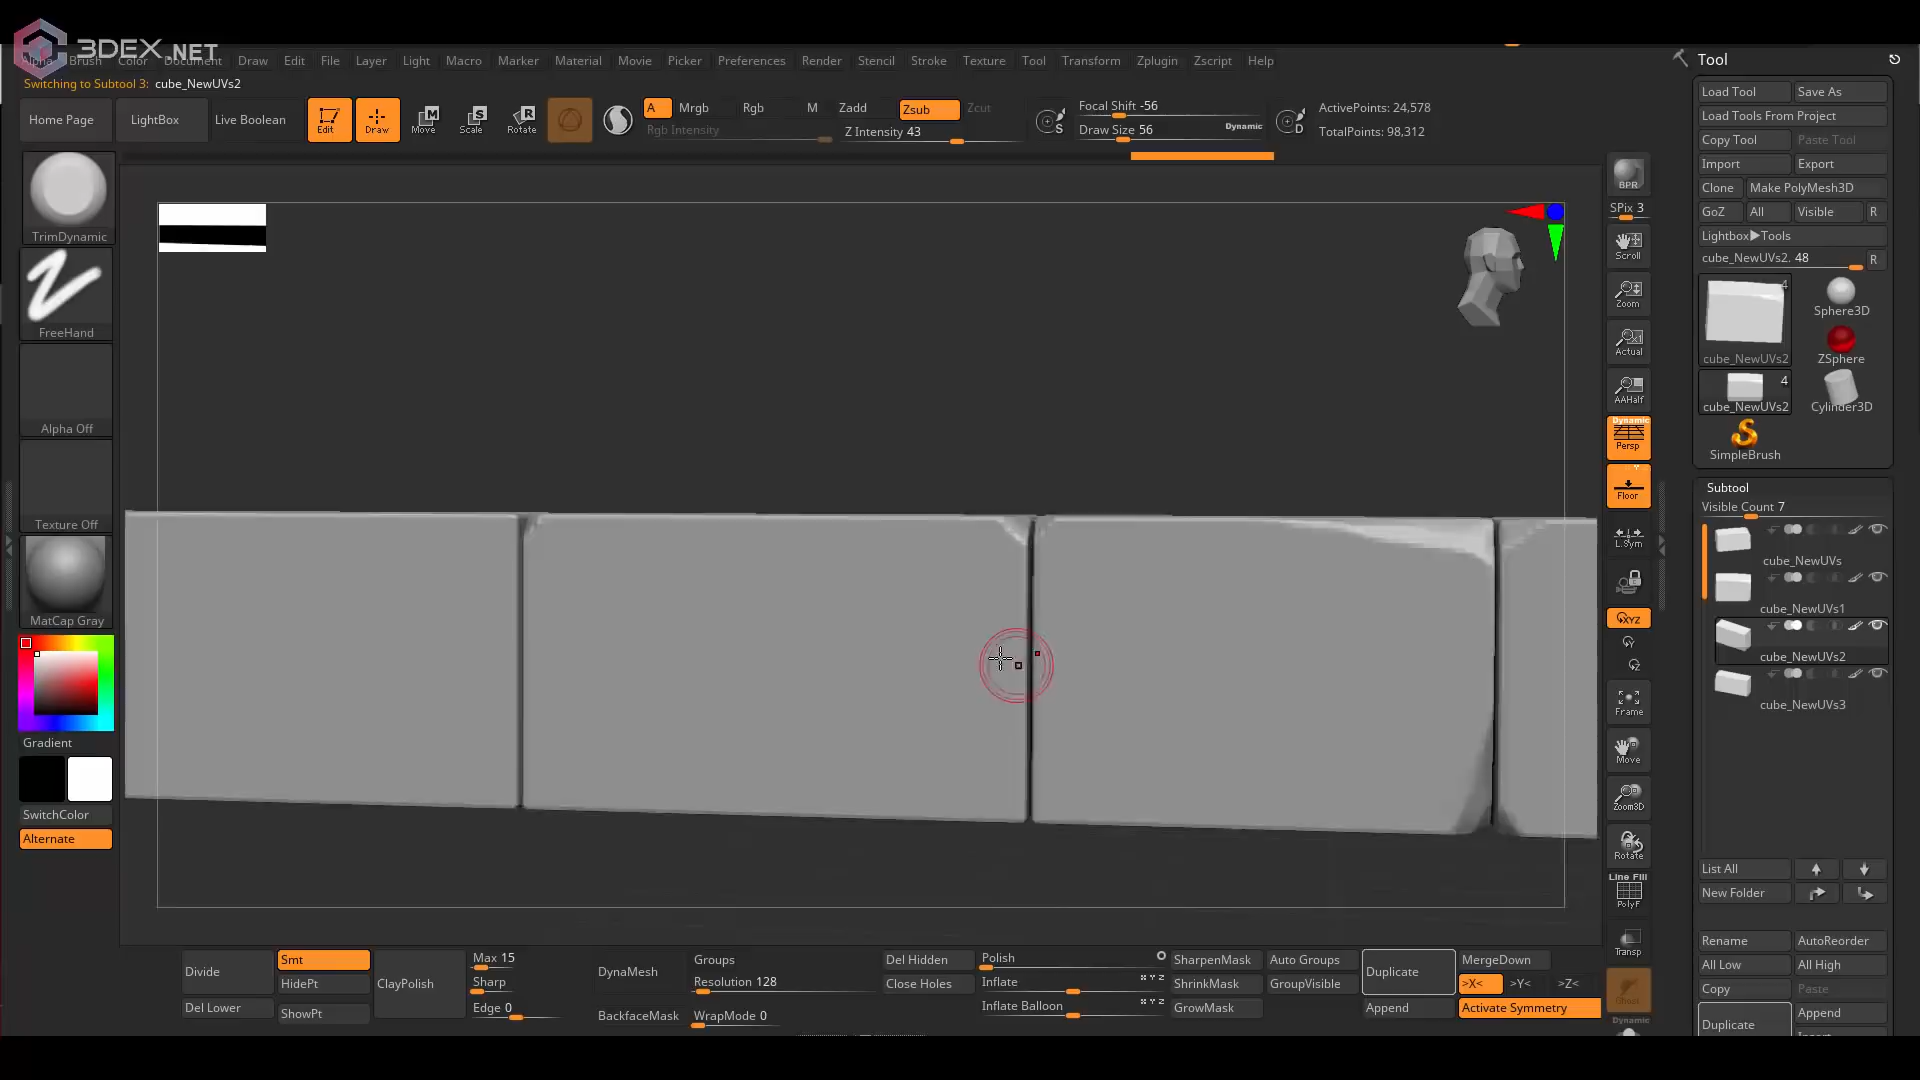 3DEX.NET
Alpha Brush Color Document Draw Edit File Layer Light Macro Marker Material Movie Picker Preferences Render Stencil Stroke Texture Tool Transform Zplugin Zscript Help
Switching to Subtool 3: cube_NewUVs2
Home Page LightBox Live Boolean Edit Draw Move Scale Rotate
M S R
A Mrgb Rgb M Zadd Zsub Zcut
Rgb Intensity Z Intensity 43
Focal Shift -56
Draw Size 56 Dynamic
S D
ActivePoints: 24,578
TotalPoints: 98,312
TrimDynamic
FreeHand
Alpha Off
Texture Off
MatCap Gray
Gradient
SwitchColor
Alternate
BPR
SPix 3
Scroll
Zoom
Actual
AAHalf
Dynamic
Persp
Floor
L.Sym
XYZ
Frame
Move
Zoom3D
Rotate
Line Fill
PolyF
Transp
Ghost
Dynamic
Tool
Load Tool Save As
Load Tools From Project
Copy Tool Paste Tool
Import Export
Clone Make PolyMesh3D
GoZ All Visible R
Lightbox▶Tools
cube_NewUVs2. 48 R
4
cube_NewUVs2 Sphere3D
ZSphere
4
cube_NewUVs2 Cylinder3D
SimpleBrush
Subtool
Visible Count 7
cube_NewUVs
cube_NewUVs1
cube_NewUVs2
cube_NewUVs3
List All
New Folder
Rename AutoReorder
All Low All High
Copy Paste
Duplicate Append
Divide Smt Max 15 Groups Del Hidden Polish SharpenMask Auto Groups Duplicate MergeDown
HidePt ClayPolish Sharp DynaMesh Resolution 128 Close Holes Inflate ShrinkMask GroupVisible >X< >Y< >Z<
Del Lower ShowPt Edge 0 BackfaceMask WrapMode 0 Inflate Balloon GrowMask Append Activate Symmetry